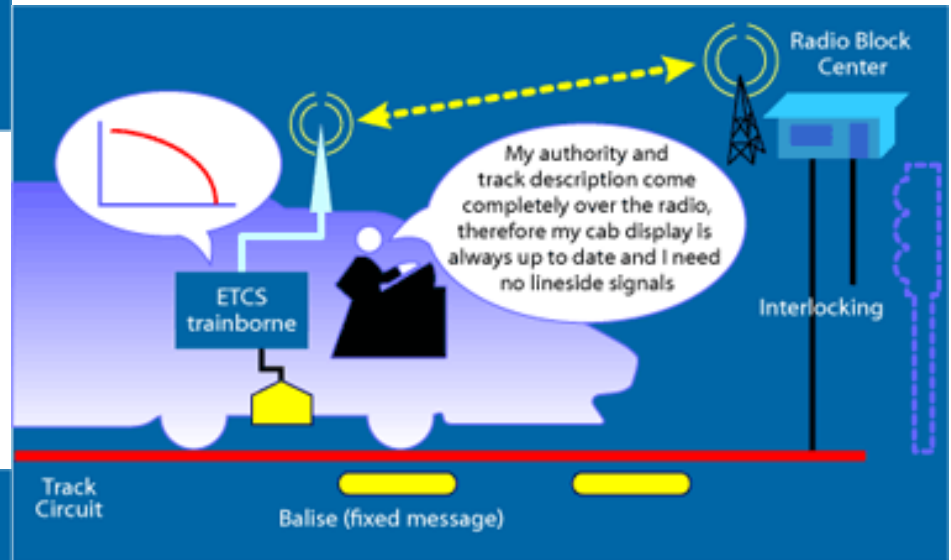 Radio Block
Center
My authority and
track description come
completely over the radio,
therefore my cab display is
always up to date and I need
no lineside signals
ETCS
trainborne
Interlocking
Track
Circuit
Balise (fixed message)